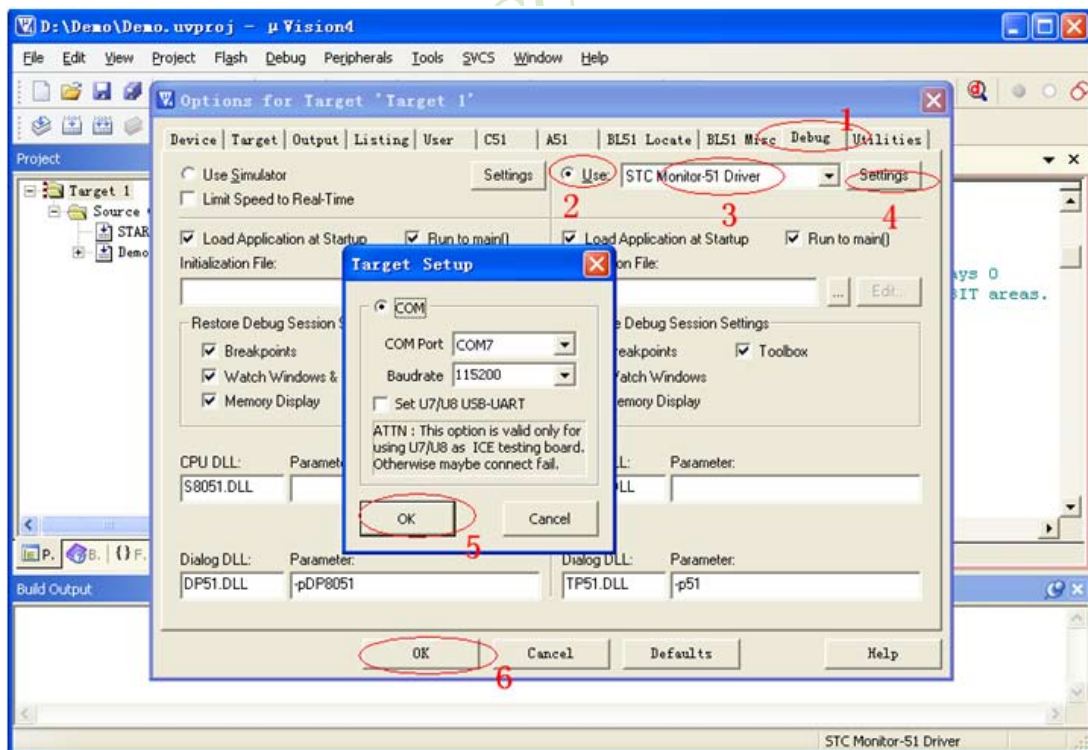 D:\Demo\Demo.uvproj - µVision4
File Edit View Project Flash Debug Peripherals Tools SVCS Window Help
Options for Target 'Target 1'
1
Device Target Output Listing User C51 A51 BL51 Locate BL51 Misc Debug Utilities
Project
Use Simulator Settings Use: STC Monitor-51 Driver Settings
2 3 4
Limit Speed to Real-Time
Target 1
Source
STAR
Demo
Load Application at Startup Run to main() Load Application at Startup Run to main()
Initialization File: on File:
Target Setup
... Edit...
ays 0
BIT areas.
COM
COM Port COM7
Baudrate 115200
Set U7/U8 USB-UART
ATTN : This option is valid only for
using U7/U8 as ICE testing board.
Otherwise maybe connect fail.
OK Cancel
5
Restore Debug Session S Debug Session Settings
Breakpoints eakpoints Toolbox
Watch Windows & atch Windows
Memory Display emory Display
CPU DLL: Paramet LL: Parameter:
S8051.DLL DLL
Dialog DLL: Parameter: Dialog DLL: Parameter:
DP51.DLL -pDP8051 TP51.DLL -p51
P. B. {} F.
Build Output
OK Cancel Defaults Help
6
STC Monitor-51 Driver